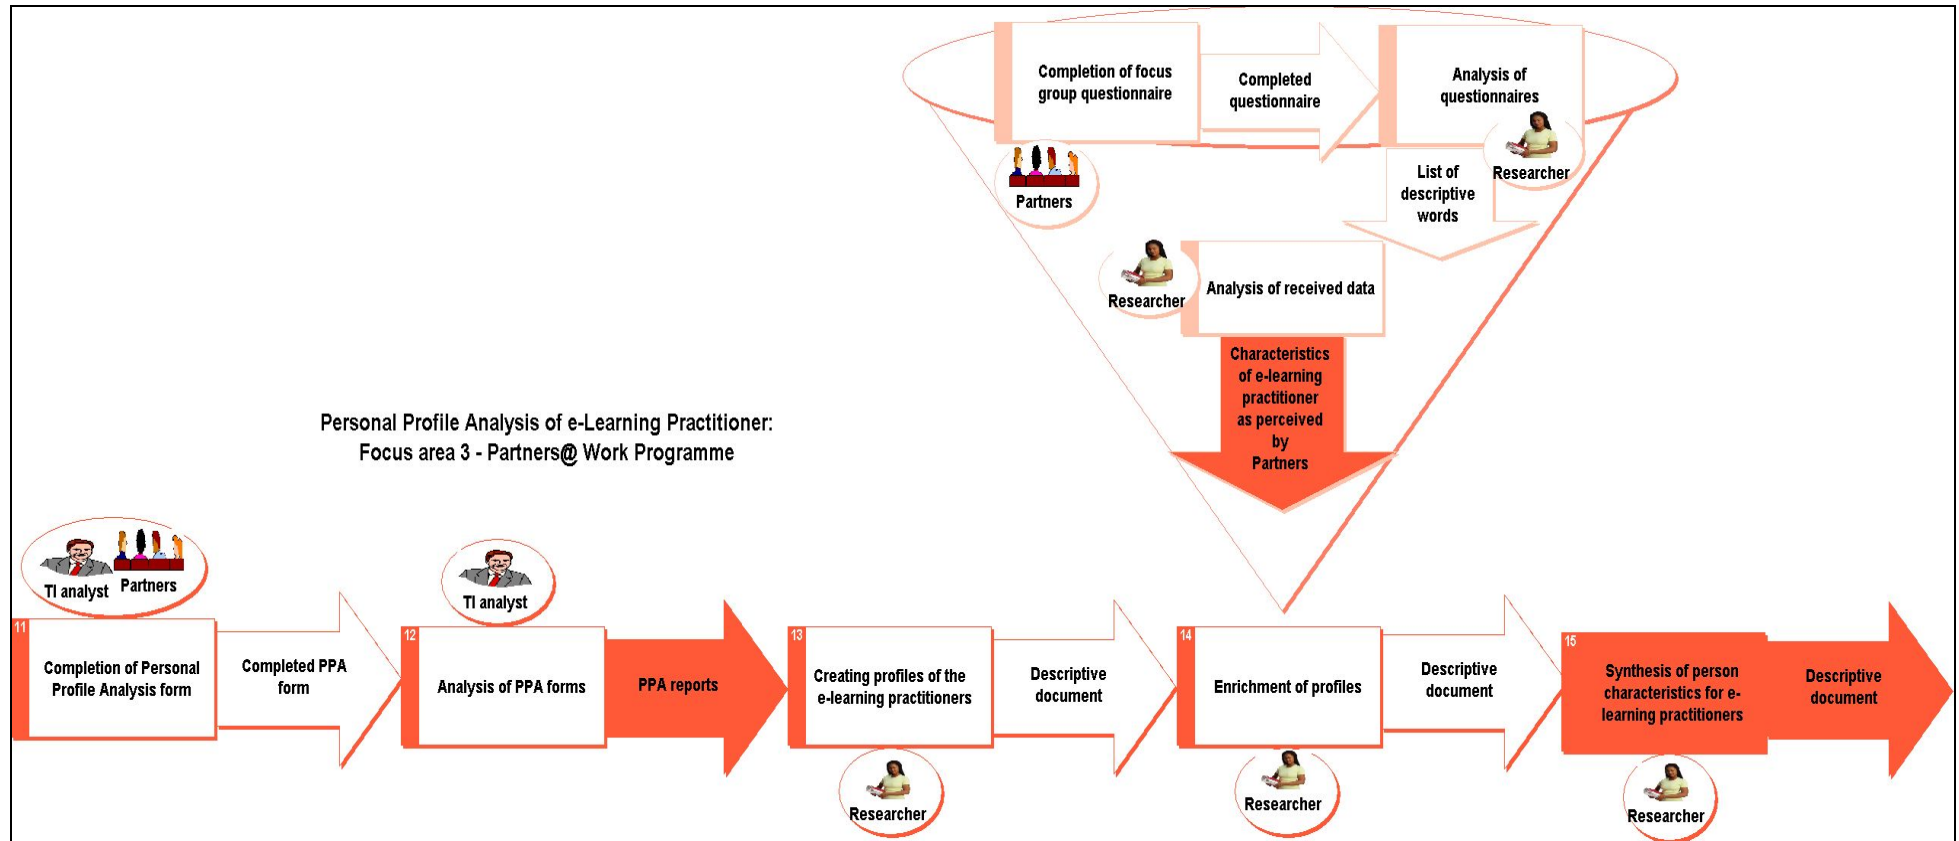 Completion of focus
group questionnaire
Completed
questionnaire
Analysis of
questionnaires
Partners
Researcher
List of
descriptive
words
Researcher
Analysis of received data
Characteristics
of e-learning
practitioner
as perceived
by
Partners
Personal Profile Analysis of e-Learning Practitioner:
Focus area 3 - Partners@ Work Programme
TI analyst
Partners
TI analyst
11
Completion of Personal
Profile Analysis form
Completed PPA
form
12
Analysis of PPA forms
PPA reports
13
Creating profiles of the
e-learning practitioners
Descriptive
document
14
Enrichment of profiles
Descriptive
document
15
Synthesis of person
characteristics for e-
learning practitioners
Descriptive
document
Researcher
Researcher
Researcher